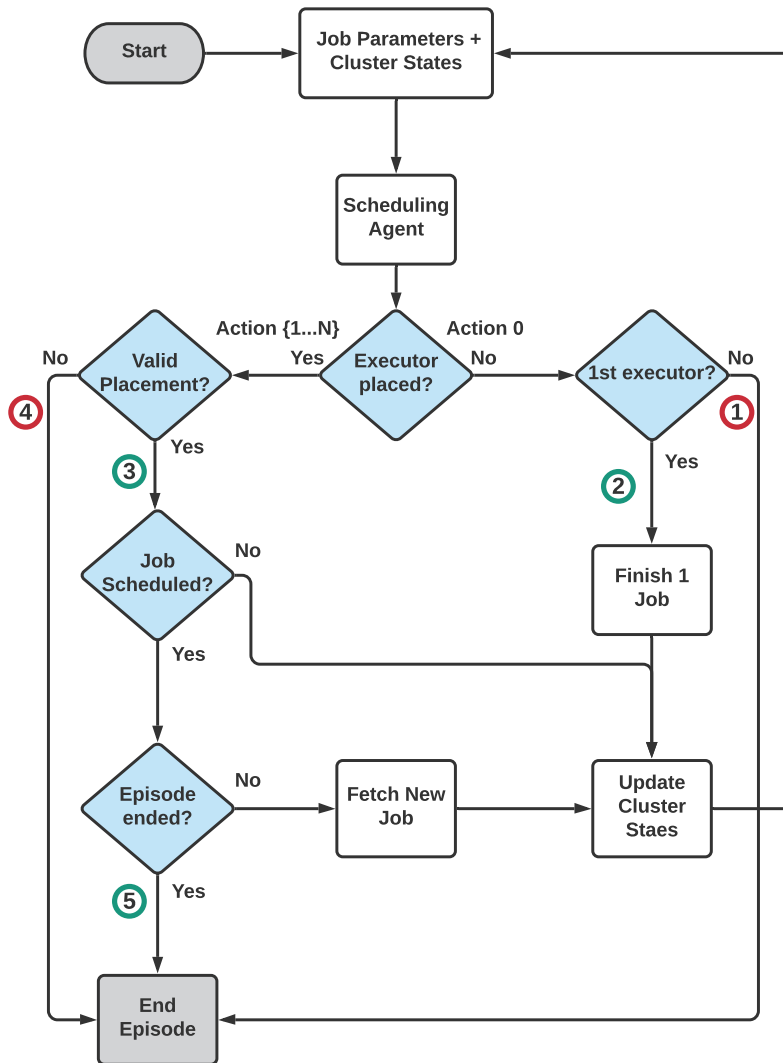 Start
Job Parameters +
Cluster States
Scheduling
Agent
Action {1...N}
Action 0
No
Valid
Placement?
Yes
Executor
placed?
No
1st executor?
No
4
1
Yes
3
Yes
2
Job
Scheduled?
No
Finish 1
Job
Yes
Episode
ended?
No
Fetch New
Job
Update
Cluster
Staes
Yes
5
End
Episode